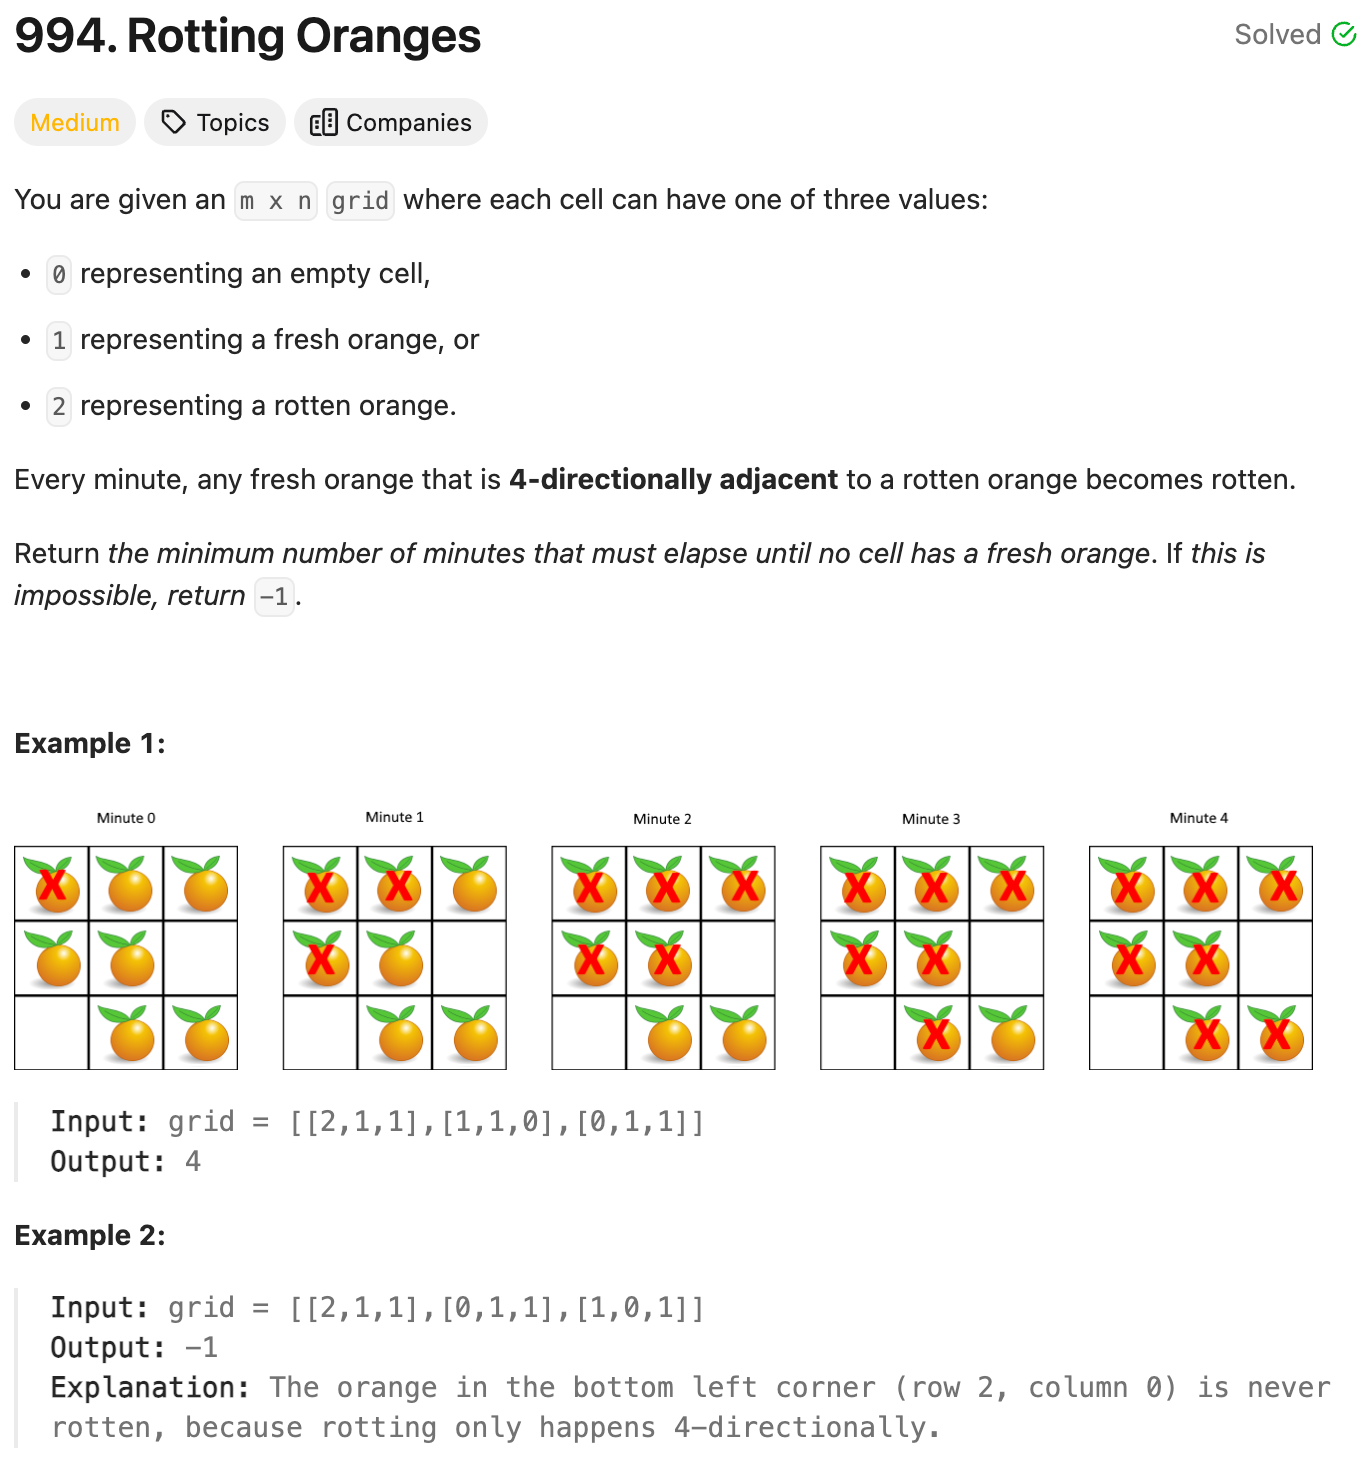 994. Rotting Oranges
Solved
Medium
Topics
Companies
You are given an m x n grid where each cell can have one of three values:
• 0 representing an empty cell,
• 1 representing a fresh orange, or
• 2 representing a rotten orange.
Every minute, any fresh orange that is 4-directionally adjacent to a rotten orange becomes rotten.
Return the minimum number of minutes that must elapse until no cell has a fresh orange. If this is
impossible, return -1.
Example 1:
Minute 0
Minute 1
Minute 2
Minute 3
Minute 4
X
X X
X
X X X
X X
X X X
X X
X
X X X
X X
X X
Input: grid = [[2,1,1],[1,1,0],[0,1,1]]
Output: 4
Example 2:
Input: grid = [[2,1,1],[0,1,1],[1,0,1]]
Output: -1
Explanation: The orange in the bottom left corner (row 2, column 0) is never
rotten, because rotting only happens 4-directionally.